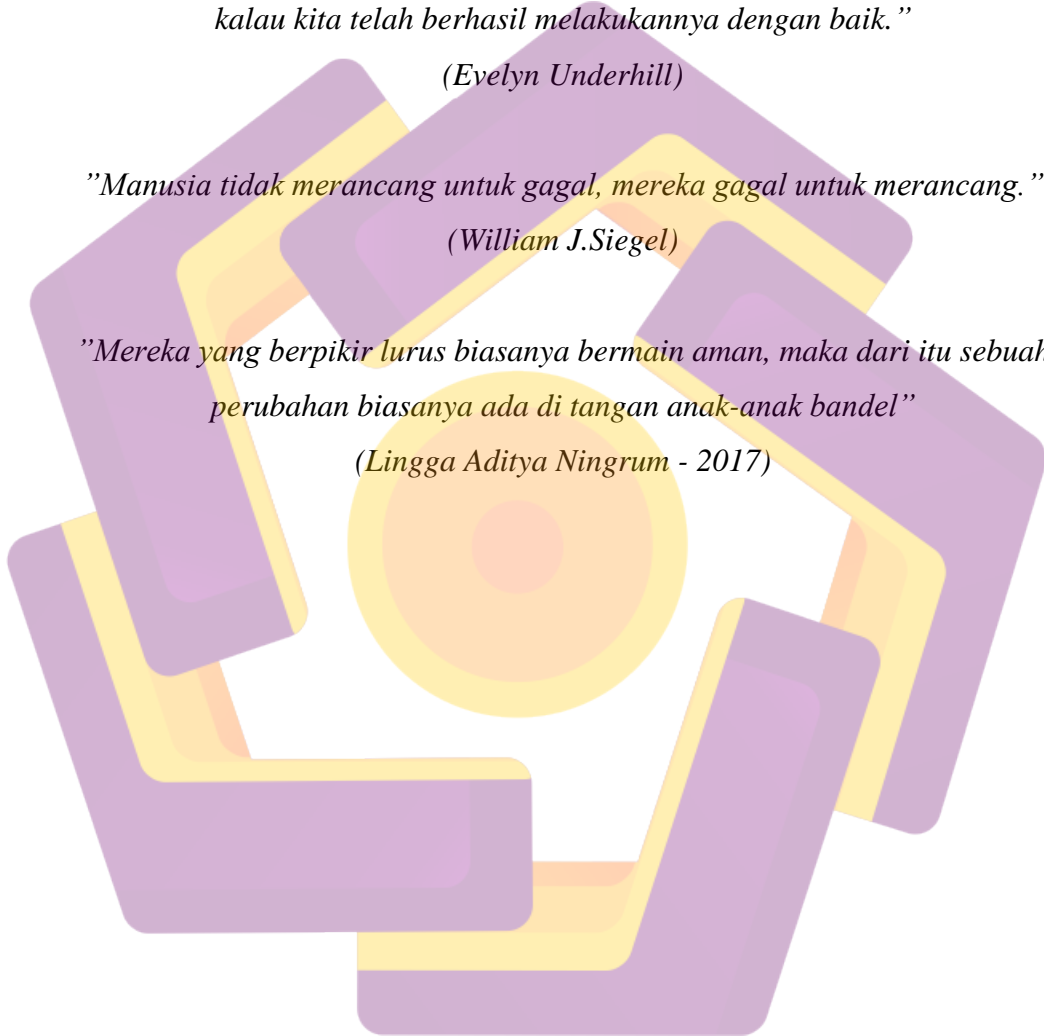 kalau kita telah berhasil melakukannya dengan baik.”
(Evelyn Underhill)
”Manusia tidak merancang untuk gagal, mereka gagal untuk merancang.”
(William J.Siegel)
”Mereka yang berpikir lurus biasanya bermain aman, maka dari itu sebuah
perubahan biasanya ada di tangan anak-anak bandel”
(Lingga Aditya Ningrum - 2017)